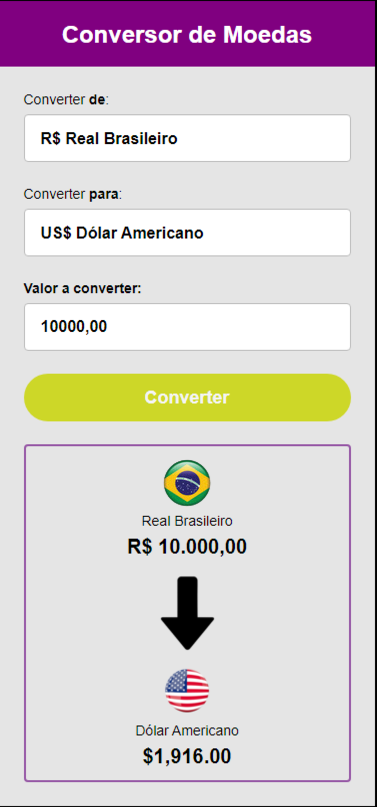 Conversor de Moedas
Converter de:
R$ Real Brasileiro
Converter para:
US$ Dólar Americano
Valor a converter:
10000,00
Converter
Real Brasileiro
R$ 10.000,00
Dólar Americano
$1,916.00